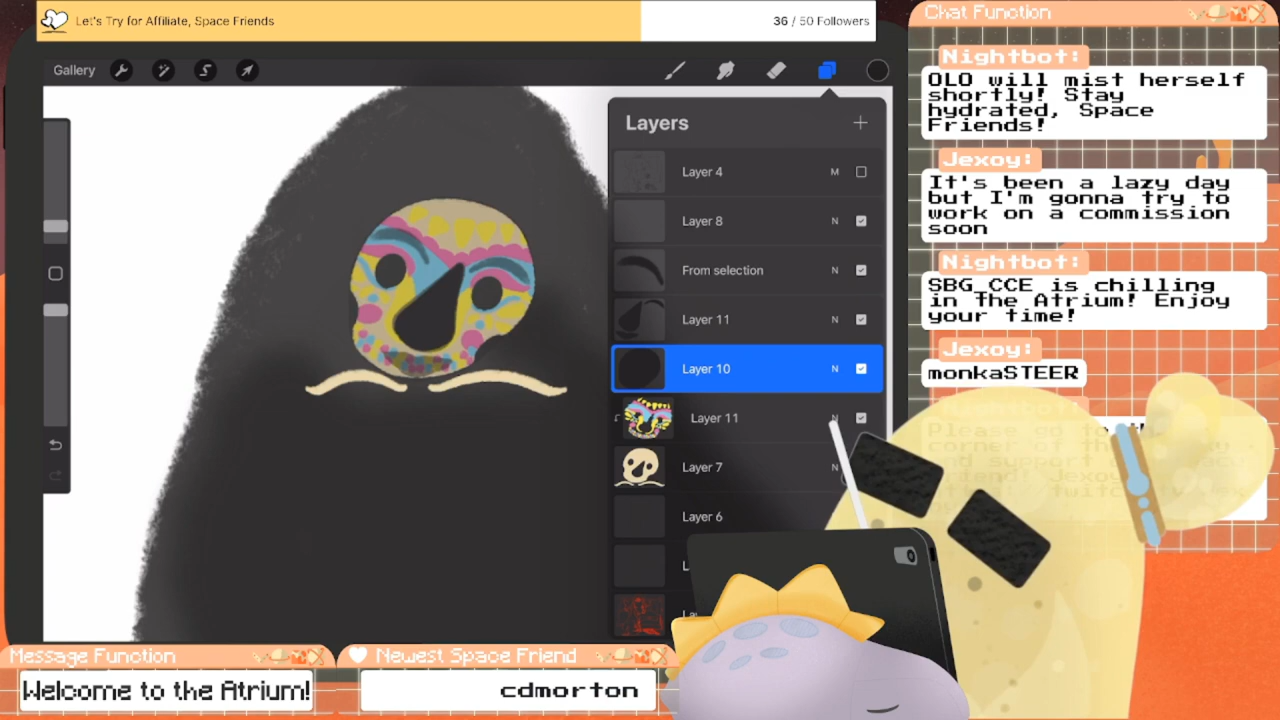 Let's Try for Affiliate, Space Friends
36 / 50 Followers
Gallery
Layers
Layer 4 M
Layer 8 N
From selection N
Layer 11 N
Layer 10 N
Layer 11 N
Layer 7 N
Layer 6
Chat Function
Nightbot:
OLO will mist herself
shortly! Stay
hydrated, Space
Friends!
Jexoy:
It's been a lazy day
but I'm gonna try to
work on a commission
soon
Nightbot:
SBG_CCE is chilling
in The Atrium! Enjoy
your time!
Jexoy:
monkaSTEER
Message Function
Welcome to the Atrium!
Newest Space Friend
cdmorton